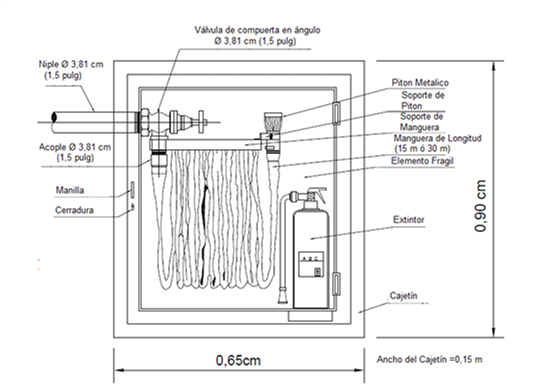 Válvula de compuerta en ángulo
Ø 3,81 cm (1,5 pulg)
Niple Ø 3,81 cm
(1,5 pulg)
Piton Metalico
Soporte de
Piton
Soporte de
Manguera
Manguera de Longitud
(15 m ó 30 m)
Elemento Fragil
Acople Ø 3,81 cm
(1,5 pulg)
Manilla
Cerradura
Extintor
A B C
Cajetín
0,90 cm
0,65cm
Ancho del Cajetín =0,15 m